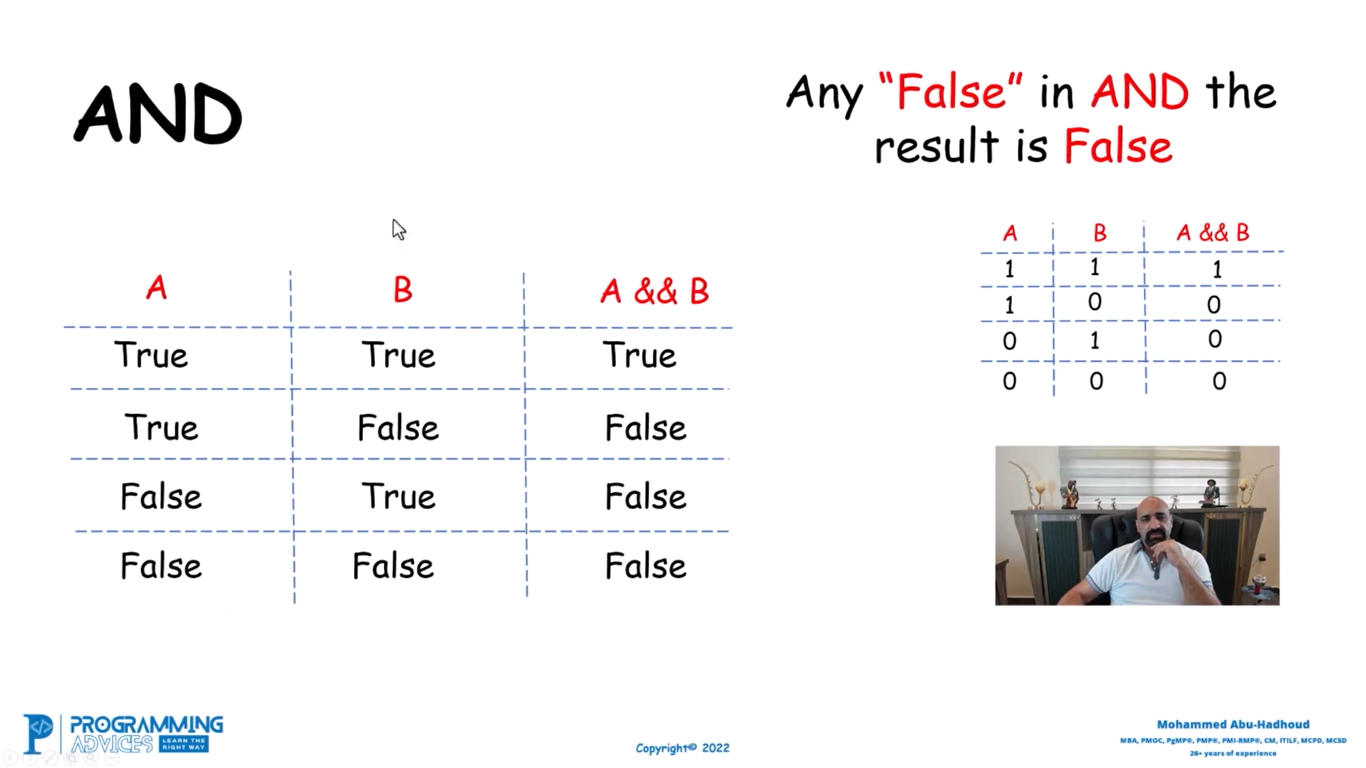 AND
Any “False” in AND the
result is False
A B A && B
True True True
True False False
False True False
False False False
A B A && B
1 1 1
1 0 0
0 1 0
0 0 0
PROGRAMMING
ADVICES LEARN THE
RIGHT WAY
Copyright© 2022
Mohammed Abu-Hadhoud
MBA, PMOC, PgMP®, PMP®, PMI-RMP®, CM, ITILF, MCPD, MCSD
26+ years of experience